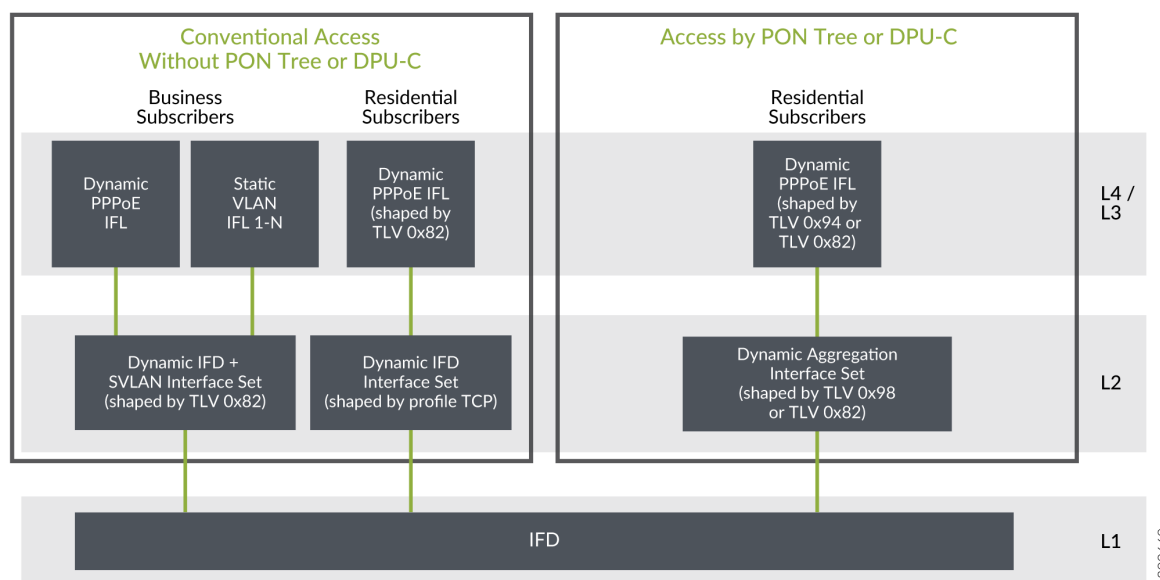 Conventional Access
Without PON Tree or DPU-C
Access by PON Tree or DPU-C
Business
Subscribers
Residential
Subscribers
Residential
Subscribers
Dynamic
PPPoE
IFL
Static
VLAN
IFL 1-N
Dynamic
PPPoE IFL
(shaped by
TLV 0x82)
Dynamic
PPPoE IFL
(shaped by
TLV 0x94 or
TLV 0x82)
L4 /
L3
Dynamic IFD +
SVLAN Interface Set
(shaped by TLV 0x82)
Dynamic IFD
Interface Set
(shaped by profile TCP)
Dynamic Aggregation
Interface Set
(shaped by TLV 0x98
or TLV 0x82)
L2
IFD
L1